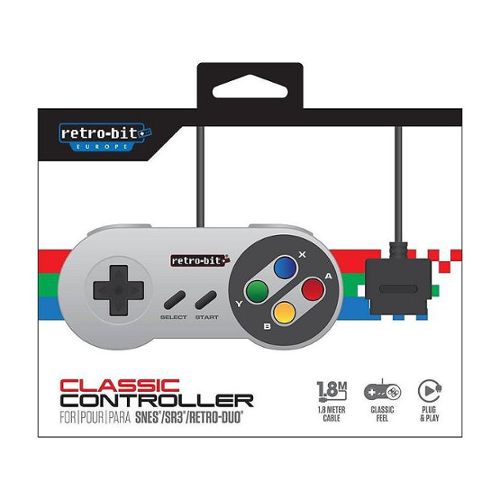 retro-bit
EUROPE
retro-bit
X
A
Y
B
SELECT START
CLASSIC
CONTROLLER
FOR|POUR|PARA SNES®/SR3®/RETRO-DUO®
1.8M
1.8 METER
CABLE
CLASSIC
FEEL
PLUG
& PLAY